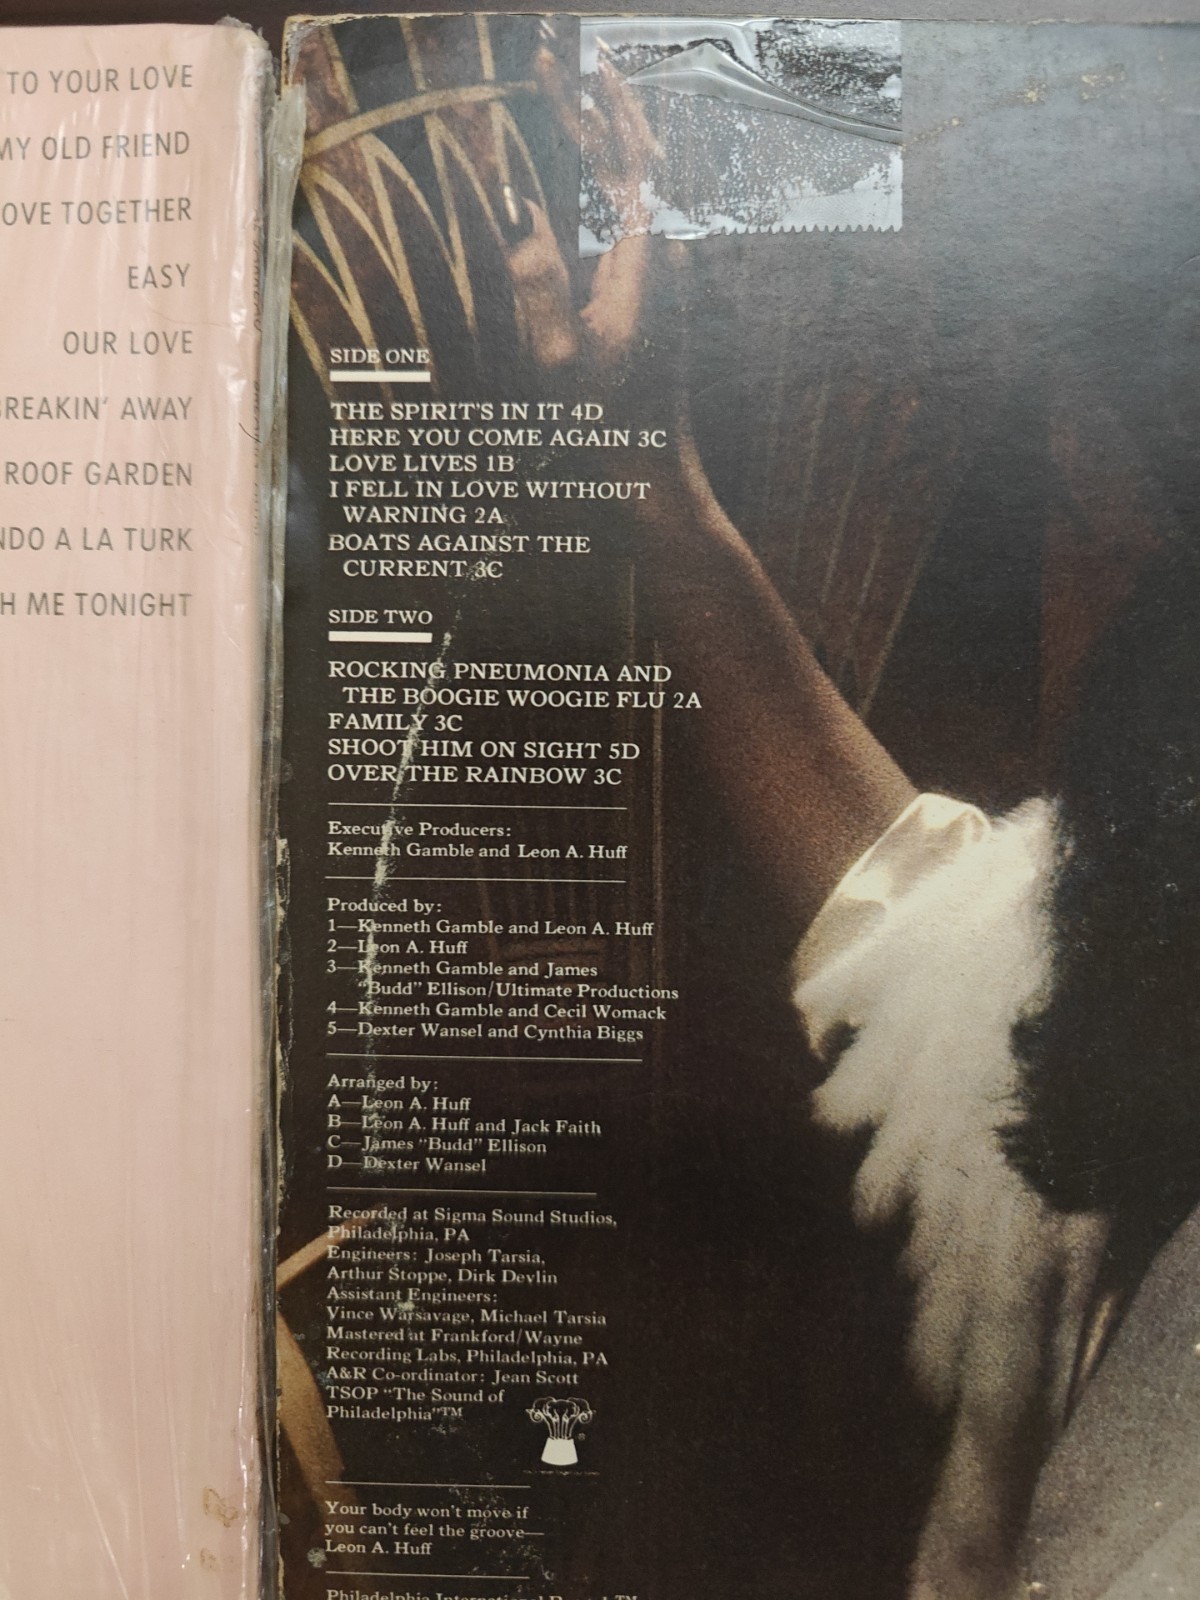 TO YOUR LOVE
MY OLD FRIEND
LOVE TOGETHER
EASY
OUR LOVE
BREAKIN' AWAY
ROOF GARDEN
NDO A LA TURK
H ME TONIGHT
SIDE ONE
THE SPIRIT'S IN IT 4D
HERE YOU COME AGAIN 3C
LOVE LIVES 1B
I FELL IN LOVE WITHOUT
WARNING 2A
BOATS AGAINST THE
CURRENT 3C
SIDE TWO
ROCKING PNEUMONIA AND
THE BOOGIE WOOGIE FLU 2A
FAMILY 3C
SHOOT HIM ON SIGHT 5D
OVER THE RAINBOW 3C
Executive Producers:
Kenneth Gamble and Leon A. Huff
Produced by:
1—Kenneth Gamble and Leon A. Huff
2—Leon A. Huff
3—Kenneth Gamble and James
"Budd" Ellison/Ultimate Productions
4—Kenneth Gamble and Cecil Womack
5—Dexter Wansel and Cynthia Biggs
Arranged by:
A—Leon A. Huff
B—Leon A. Huff and Jack Faith
C—James "Budd" Ellison
D—Dexter Wansel
Recorded at Sigma Sound Studios,
Philadelphia, PA
Engineers: Joseph Tarsia,
Arthur Stoppe, Dirk Devlin
Assistant Engineers:
Vince Warsavage, Michael Tarsia
Mastered at Frankford/Wayne
Recording Labs, Philadelphia, PA
A&R Co-ordinator: Jean Scott
TSOP "The Sound of
Philadelphia"™
®
Your body won't move if
you can't feel the groove—
Leon A. Huff
Philadelphia International Records™